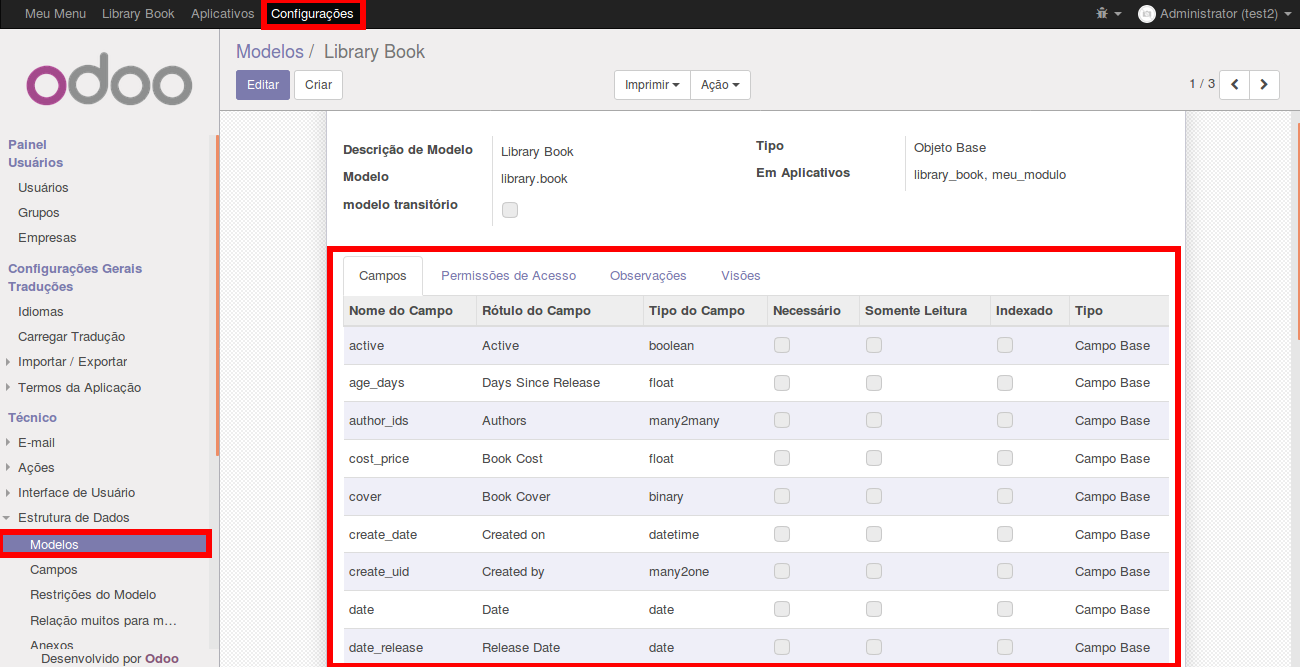 Meu Menu Library Book Aplicativos Configurações Administrator (test2)
odoo
Modelos / Library Book
Editar Criar Imprimir Ação 1 / 3
Painel
Usuários
Usuários
Grupos
Empresas
Configurações Gerais
Traduções
Idiomas
Carregar Tradução
Importar / Exportar
Termos da Aplicação
Técnico
E-mail
Ações
Interface de Usuário
Estrutura de Dados
Modelos
Campos
Restrições do Modelo
Relação muitos para m…
Anexos
Desenvolvido por Odoo
Descrição de Modelo Library Book
Modelo library.book
modelo transitório
Tipo Objeto Base
Em Aplicativos library_book, meu_modulo
Campos Permissões de Acesso Observações Visões
Nome do Campo Rótulo do Campo Tipo do Campo Necessário Somente Leitura Indexado Tipo
active Active boolean Campo Base
age_days Days Since Release float Campo Base
author_ids Authors many2many Campo Base
cost_price Book Cost float Campo Base
cover Book Cover binary Campo Base
create_date Created on datetime Campo Base
create_uid Created by many2one Campo Base
date Date date Campo Base
date_release Release Date date Campo Base